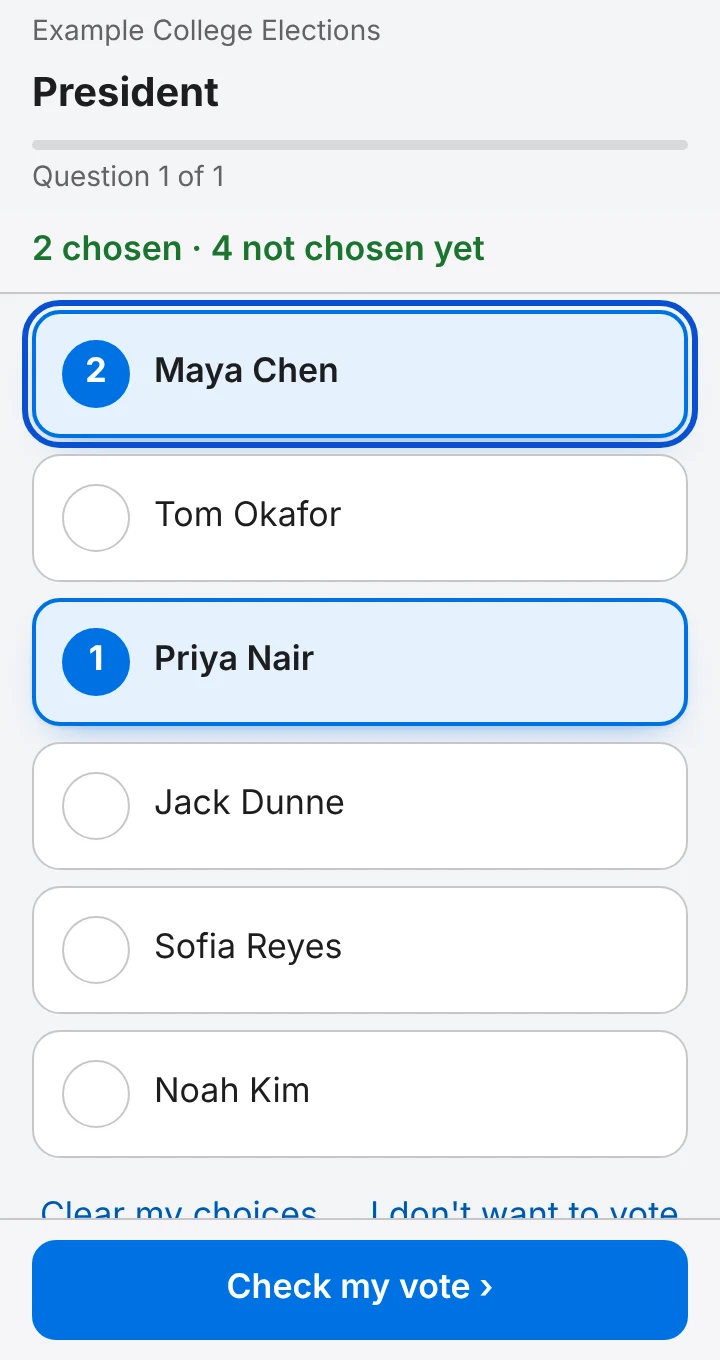 Example College Elections
President
Question 1 of 1
2 chosen · 4 not chosen yet
2 Maya Chen
Tom Okafor
1 Priya Nair
Jack Dunne
Sofia Reyes
Noah Kim
Clear my choices I don't want to vote
Check my vote ›